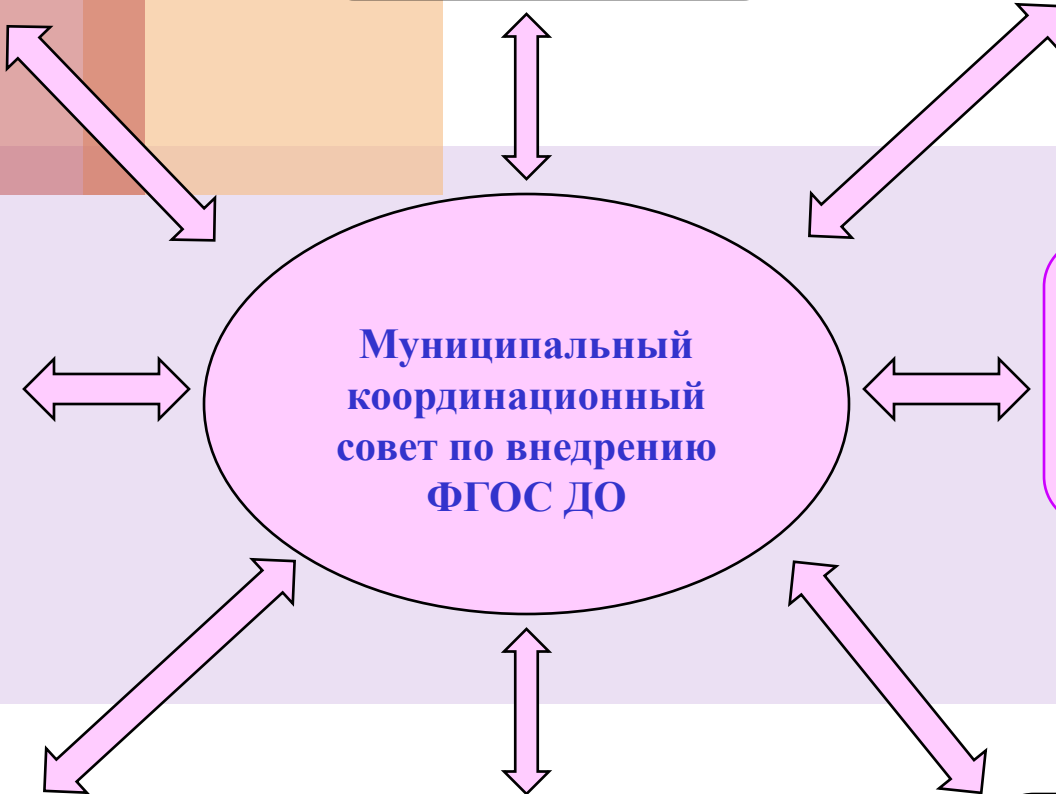 Муниципальный
координационный
совет по внедрению
ФГОС ДО